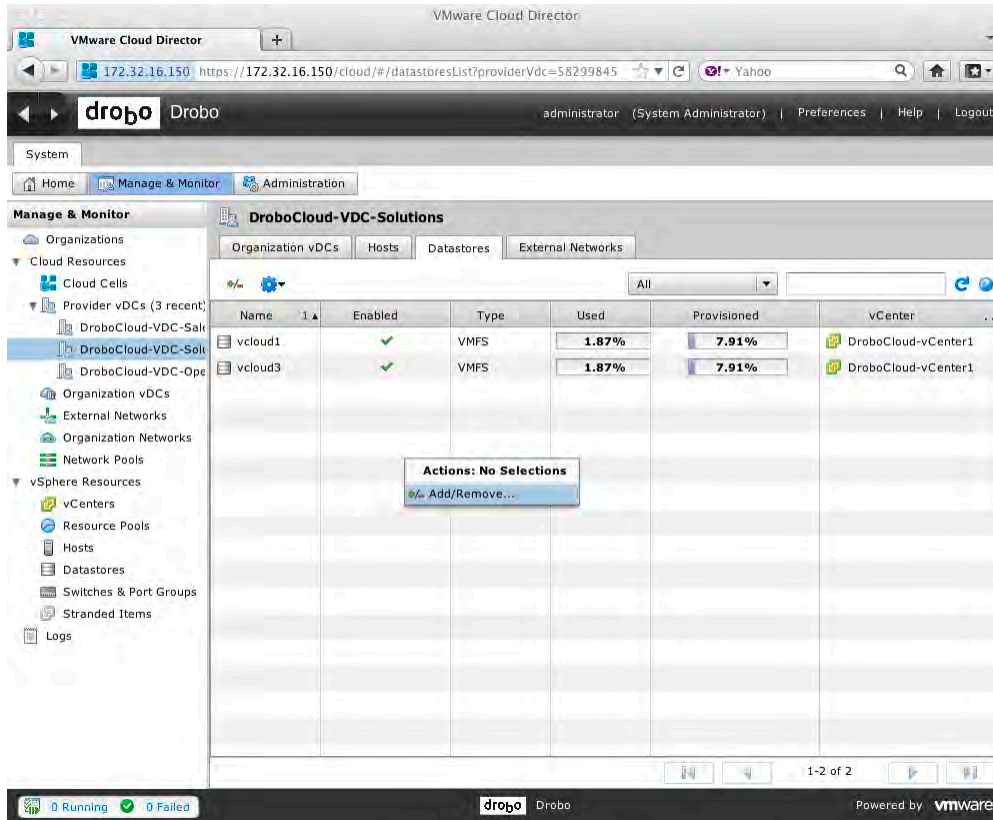 VMware Cloud Director
VMware Cloud Director +
172.32.16.150 https://172.32.16.150/cloud/#/datastoresList?providerVdc=58299845 Yahoo
drobo Drobo administrator (System Administrator) | Preferences | Help | Logout
System
Home Manage & Monitor Administration
Manage & Monitor
Organizations
Cloud Resources
Cloud Cells
Provider vDCs (3 recent)
DroboCloud-VDC-Sale
DroboCloud-VDC-Solu
DroboCloud-VDC-Ope
Organization vDCs
External Networks
Organization Networks
Network Pools
vSphere Resources
vCenters
Resource Pools
Hosts
Datastores
Switches & Port Groups
Stranded Items
Logs
DroboCloud-VDC-Solutions
Organization vDCs Hosts Datastores External Networks
All
Name 1 Enabled Type Used Provisioned vCenter ..
vcloud1 VMFS 1.87% 7.91% DroboCloud-vCenter1
vcloud3 VMFS 1.87% 7.91% DroboCloud-vCenter1
Actions: No Selections
Add/Remove...
1-2 of 2
0 Running 0 Failed drobo Drobo Powered by vmware